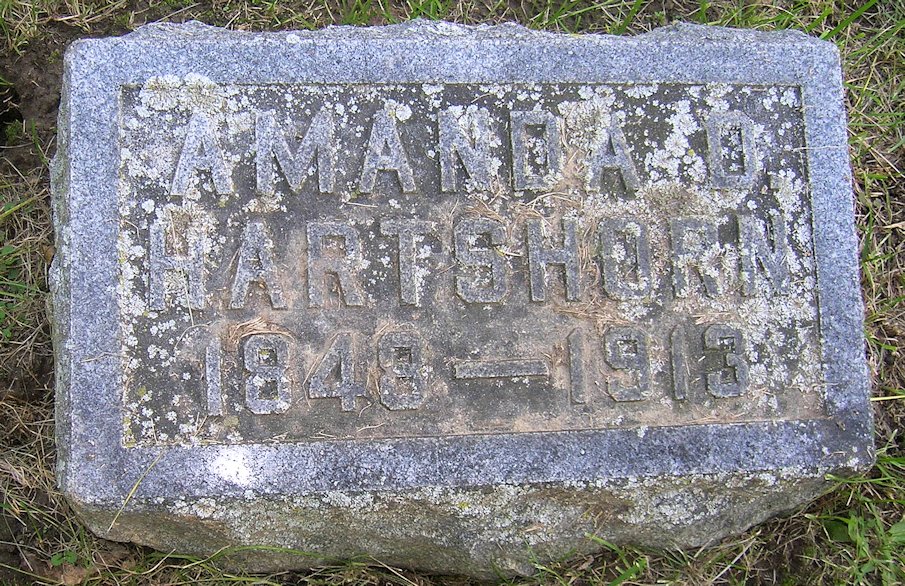 AMANDA D.
HARTSHORN
1848 — 1913